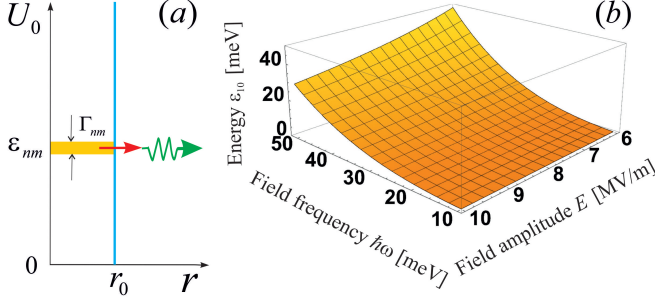 U₀ (a)
Γₙₘ
εₙₘ
0
r₀ r
(b)
Energy ε₁₀ [meV]
40
20
0
50
40
30
20
10
Field frequency ħω [meV]
10
9
8
7
6
Field amplitude E [MV/m]